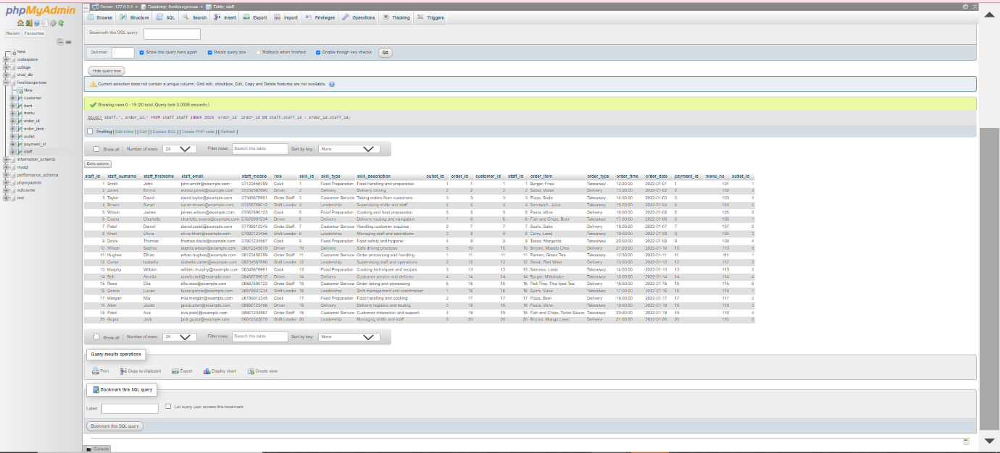 phpMyAdmin
Recent Favourites
New
codespace
college
crud_db
freshburgernow
New
customer
item
menu
order_id
order_item
outlet
payment_id
staff
information_schema
mysql
performance_schema
phpmyadmin
sqlcourse
test
Server: 127.0.0.1 » Database: freshburgernow » Table: staff
Browse Structure SQL Search Insert Export Import Privileges Operations Tracking Triggers
Bookmark this SQL query:
Delimiter ; Show this query here again Retain query box Rollback when finished Enable foreign key checks Go
Hide query box
Current selection does not contain a unique column. Grid edit, checkbox, Edit, Copy and Delete features are not available.
Showing rows 0 - 19 (20 total, Query took 0.0006 seconds.)
SELECT staff.*, order_id.* FROM staff staff INNER JOIN `order_id` order_id ON staff.staff_id = order_id.staff_id;
Profiling [ Edit inline ] [ Edit ] [ Explain SQL ] [ Create PHP code ] [ Refresh ]
Show all Number of rows: 25 Filter rows: Search this table Sort by key: None
Extra options
staff_id staff_surname staff_firstname staff_email staff_mobile role skill_id skill_type skill_description outlet_id order_id customer_id staff_id order_item order_type order_time order_date payment_id menu_no outlet_id
1 Smith John john.smith@example.com 07123456789 Cook 1 Food Preparation Food handling and preparation 1 1 1 1 Burger, Fries Takeaway 12:30:00 2022-01-01 1 101 1
2 Jones Emma emma.jones@example.com 07234567890 Driver 2 Delivery Delivery driving 2 2 2 2 Salad, Water Delivery 13:00:00 2022-01-02 2 102 2
3 Taylor David david.taylor@example.com 07345678901 Order Staff 3 Customer Service Taking orders from customers 3 3 3 3 Pizza, Soda Takeaway 14:00:00 2022-01-03 3 103 3
4 Brown Sarah sarah.brown@example.com 07456789012 Shift Leader 4 Leadership Supervising shifts and staff 4 4 4 4 Sandwich, Juice Takeaway 15:00:00 2022-01-04 4 104 4
5 Wilson James james.wilson@example.com 07567890123 Cook 5 Food Preparation Cooking and food preparation 5 5 5 5 Pasta, Wine Delivery 16:00:00 2022-01-05 5 105 5
6 Evans Charlotte charlotte.evans@example.com 07678901234 Driver 6 Delivery Delivery routing and navigation 1 6 6 6 Fish and Chips, Beer Takeaway 17:00:00 2022-01-06 6 106 1
7 Patel Daniel daniel.patel@example.com 07789012345 Order Staff 7 Customer Service Handling customer inquiries 2 7 7 7 Sushi, Sake Delivery 18:00:00 2022-01-07 7 107 2
8 Khan Olivia olivia.khan@example.com 07890123456 Shift Leader 8 Leadership Managing staff and operations 3 8 8 8 Curry, Lassi Takeaway 19:00:00 2022-01-08 8 108 3
9 Davis Thomas thomas.davis@example.com 07901234567 Cook 9 Food Preparation Food safety and hygiene 4 9 9 9 Tacos, Margarita Takeaway 20:00:00 2022-01-09 9 109 4
10 Wilson Sophia sophia.wilson@example.com 08012345678 Driver 10 Delivery Safe driving practices 5 10 10 10 Biryani, Masala Chai Delivery 21:00:00 2022-01-10 10 110 5
11 Hughes Ethan ethan.hughes@example.com 08123456789 Order Staff 11 Customer Service Order processing and handling 1 11 11 11 Ramen, Green Tea Takeaway 12:30:00 2022-01-11 11 111 1
12 Carter Isabella isabella.carter@example.com 08234567890 Shift Leader 12 Leadership Supervising staff and operations 2 12 12 12 Steak, Red Wine Delivery 13:00:00 2022-01-12 12 112 2
13 Murphy William william.murphy@example.com 08345678901 Cook 13 Food Preparation Cooking techniques and recipes 3 13 13 13 Samosa, Lassi Takeaway 14:00:00 2022-01-13 13 113 3
14 Bell Amelia amelia.bell@example.com 08456789012 Driver 14 Delivery Customer service and delivery 4 14 14 14 Burger, Milkshake Takeaway 15:00:00 2022-01-14 14 114 4
15 Ross Ella ella.ross@example.com 08567890123 Order Staff 15 Customer Service Order taking and processing 5 15 15 15 Pad Thai, Thai Iced Tea Delivery 16:00:00 2022-01-15 15 115 5
16 Garcia Lucas lucas.garcia@example.com 08678901234 Shift Leader 16 Leadership Shift management and coordination 1 16 16 16 Sushi, Sake Takeaway 17:00:00 2022-01-16 16 116 1
17 Morgan Mia mia.morgan@example.com 08789012345 Cook 17 Food Preparation Food handling and cooking 2 17 17 17 Pizza, Beer Delivery 18:00:00 2022-01-17 17 117 2
18 Allen Jacob jacob.allen@example.com 08890123456 Driver 18 Delivery Delivery logistics and routing 3 18 18 18 Pasta, Wine Takeaway 19:00:00 2022-01-18 18 118 3
19 Patel Ava ava.patel@example.com 08901234567 Order Staff 19 Customer Service Customer interaction and support 4 19 19 19 Fish and Chips, Tartar Sauce Takeaway 20:00:00 2022-01-19 19 119 4
20 Gupta Jack jack.gupta@example.com 09012345678 Shift Leader 20 Leadership Managing shifts and staff 5 20 20 20 Biryani, Mango Lassi Delivery 21:00:00 2022-01-20 20 120 5
Show all Number of rows: 25 Filter rows: Search this table Sort by key: None
Query results operations
Print Copy to clipboard Export Display chart Create view
Bookmark this SQL query
Label: Let every user access this bookmark
Bookmark this SQL query
Console